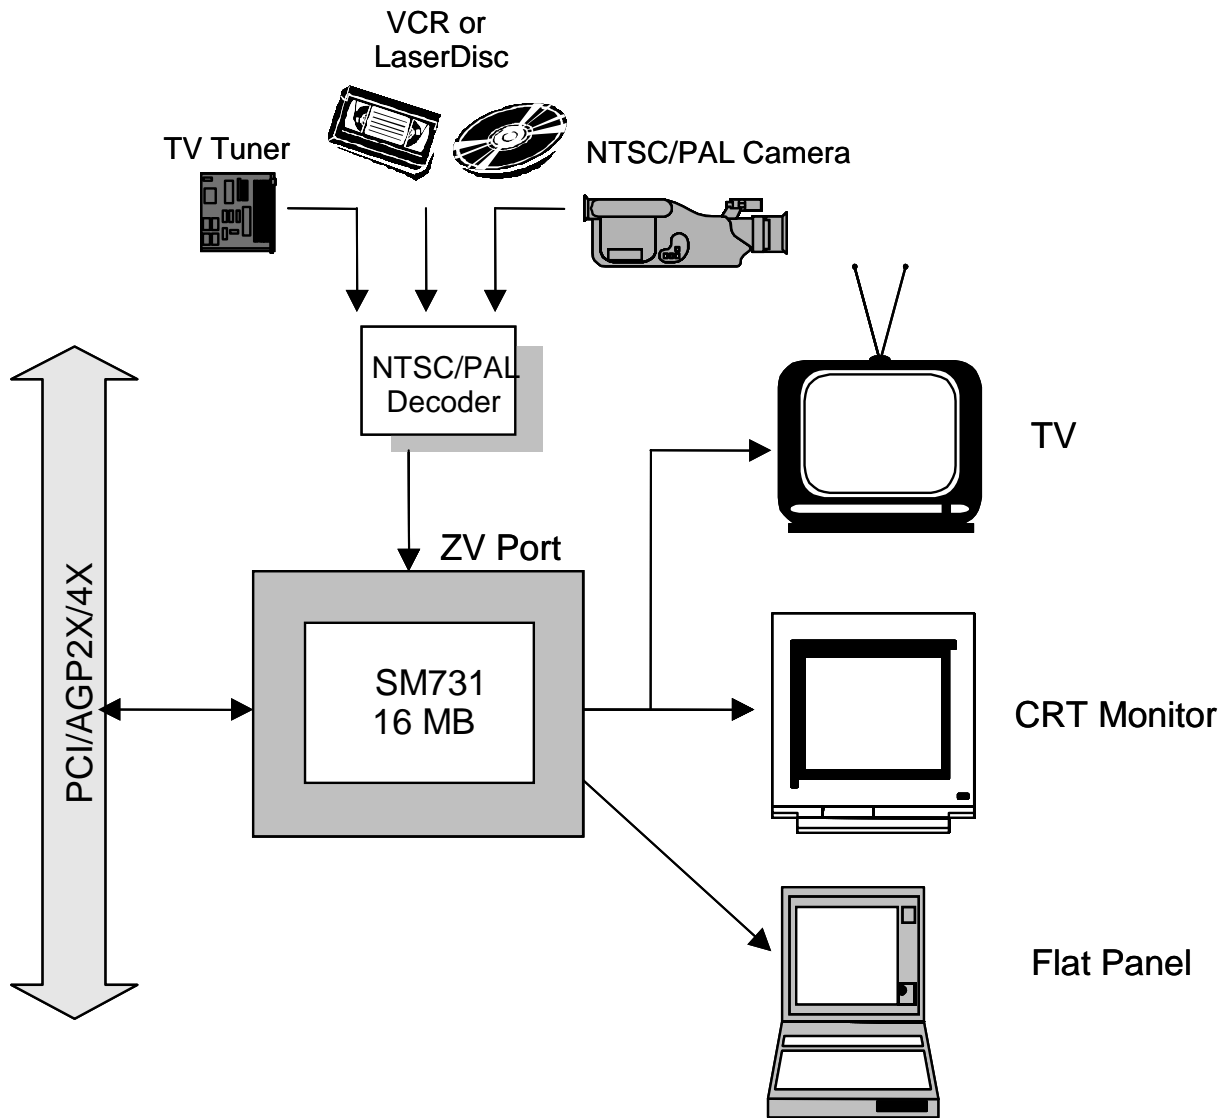 VCR or
LaserDisc
TV Tuner
NTSC/PAL Camera
NTSC/PAL
Decoder
TV
ZV Port
PCI/AGP2X/4X
SM731
16 MB
CRT Monitor
Flat Panel